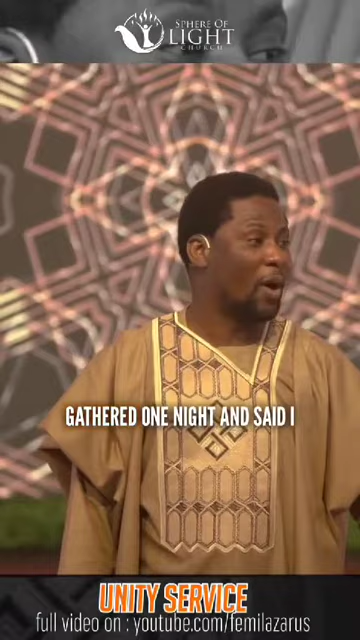 SPHERE OF
LIGHT
CHURCH
GATHERED ONE NIGHT AND SAID I
UNITY SERVICE
full video on : youtube.com/femilazarus